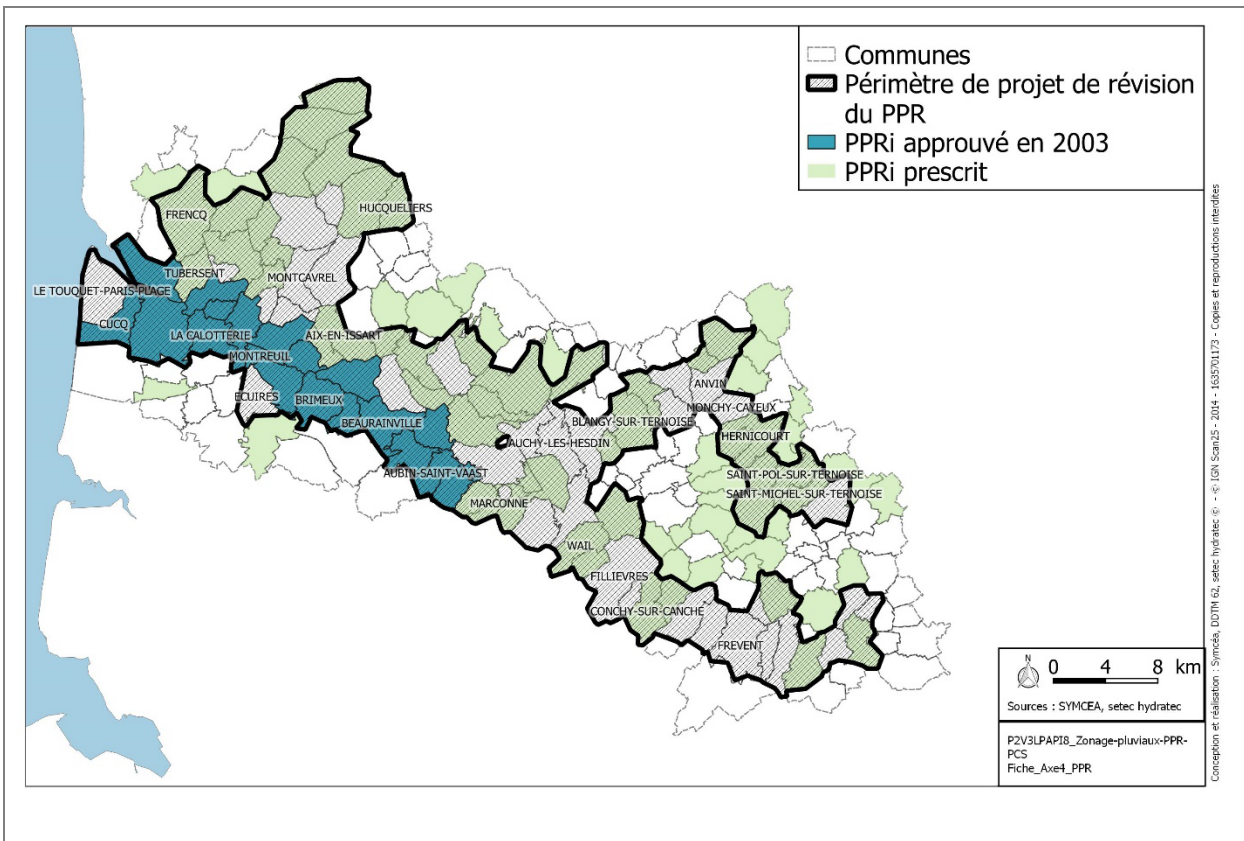 Communes
Périmètre de projet de révision
du PPR
PPRi approuvé en 2003
PPRi prescrit
HUCQUELIERS
FRENCQ
TUBERSENT
MONTCAVREL
LE TOUQUET-PARIS-PLAGE
CUCQ
LA CALOTTERIE
AIX-EN-ISSART
MONTREUIL
ECUIRES
BRIMEUX
BEAURAINVILLE
AUBIN-SAINT-VAAST
AUCHY-LES-HESDIN
BLANGY-SUR-TERNOISE
ANVIN
MONCHY-CAYEUX
HERNICOURT
SAINT-POL-SUR-TERNOISE
SAINT-MICHEL-SUR-TERNOISE
MARCONNE
WAIL
FILLIEVRES
CONCHY-SUR-CANCHE
FREVENT
N
0 4 8 km
Sources : SYMCEA, setec hydratec
P2V3LPAPI8_Zonage-pluviaux-PPR-
PCS
Fiche_Axe4_PPR
Conception et réalisation : Symcéa, DDTM 62, setec hydratec © - © IGN Scan25 - 2014 - 1635701173 - Copies et reproductions interdites